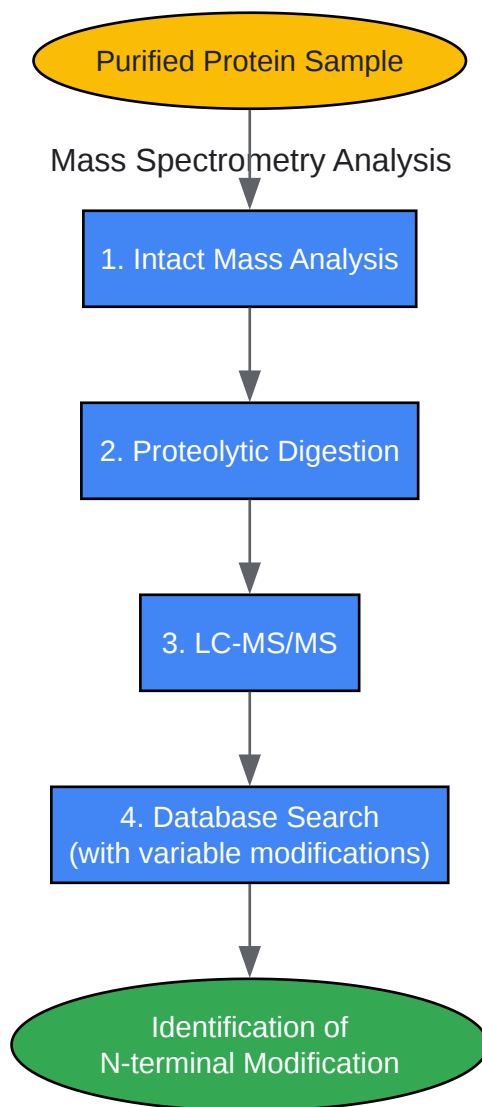 Purified Protein Sample
Mass Spectrometry Analysis
1. Intact Mass Analysis
2. Proteolytic Digestion
3. LC-MS/MS
4. Database Search
(with variable modifications)
Identification of
N-terminal Modification